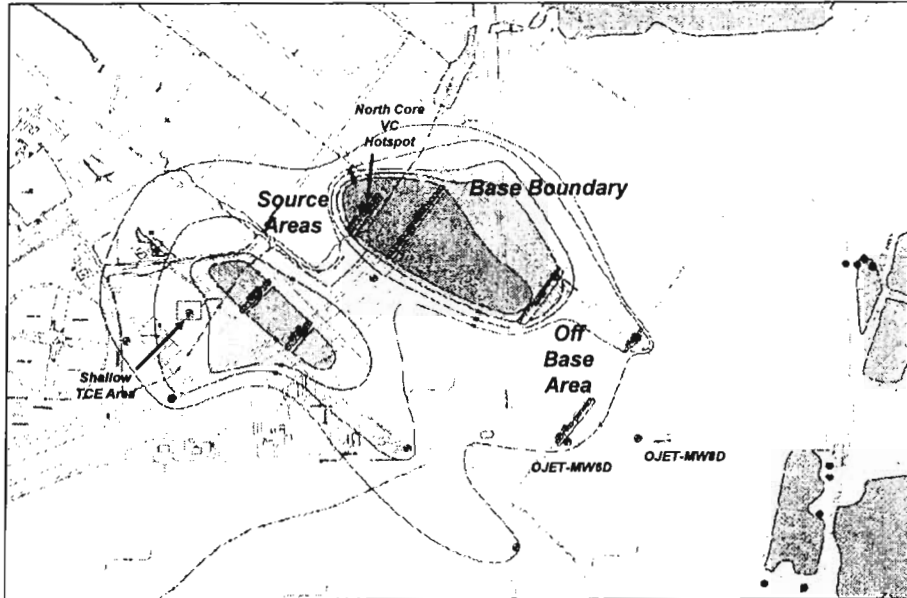 North Core
VC
Hotspot
Source
Areas
Base Boundary
Off
Base
Area
Shallow
TCE Area
OJET-MW6D
OJET-MW8D